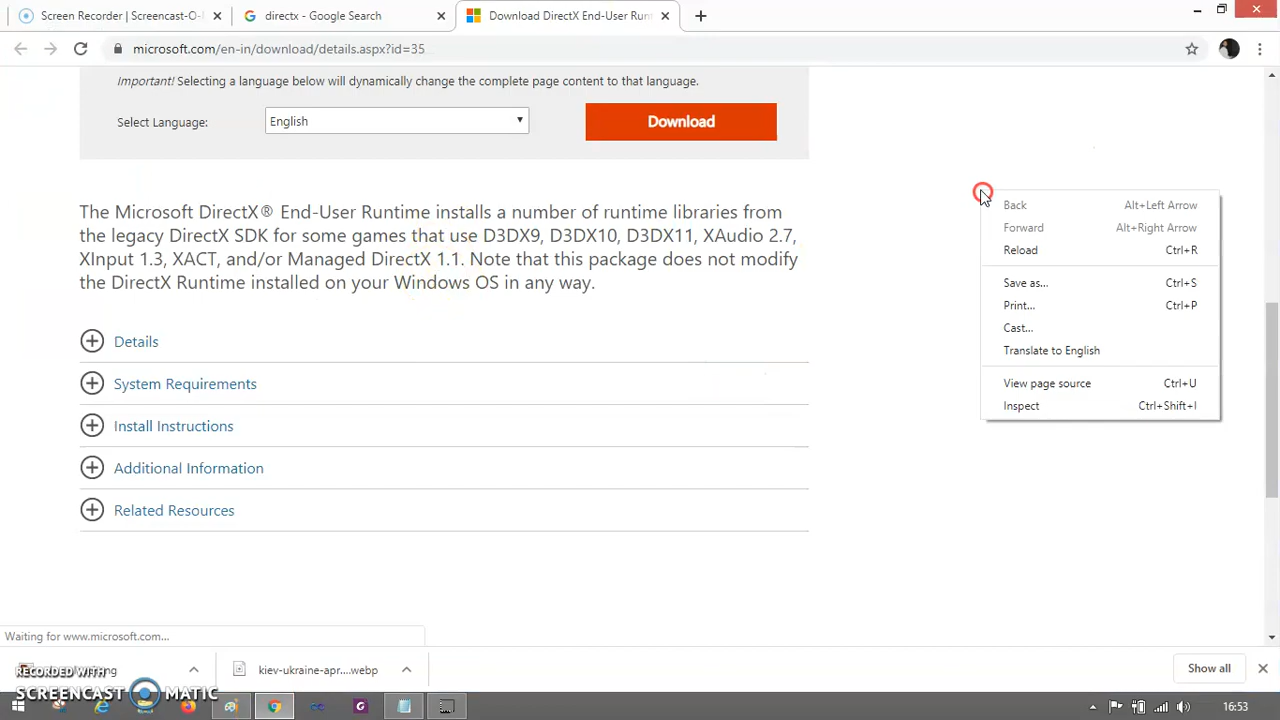 Screen Recorder | Screencast-O-
directx - Google Search
Download DirectX End-User Run
microsoft.com/en-in/download/details.aspx?id=35
Important! Selecting a language below will dynamically change the complete page content to that language.
Select Language:
English
Download
The Microsoft DirectX® End-User Runtime installs a number of runtime libraries from
the legacy DirectX SDK for some games that use D3DX9, D3DX10, D3DX11, XAudio 2.7,
XInput 1.3, XACT, and/or Managed DirectX 1.1. Note that this package does not modify
the DirectX Runtime installed on your Windows OS in any way.
Details
System Requirements
Install Instructions
Additional Information
Related Resources
Back Alt+Left Arrow
Forward Alt+Right Arrow
Reload Ctrl+R
Save as... Ctrl+S
Print... Ctrl+P
Cast...
Translate to English
View page source Ctrl+U
Inspect Ctrl+Shift+I
Waiting for www.microsoft.com...
kiev-ukraine-apr....webp
Show all
RECORDED WITH
SCREENCAST MATIC
16:53